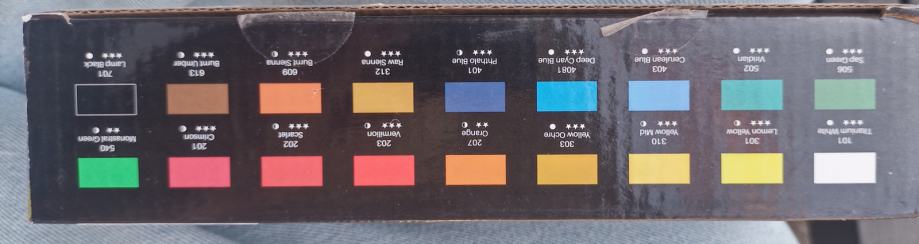 101
Titanium White
301
Lemon Yellow
310
Yellow Mid
303
Yellow Ochre
207
Orange
203
Vermilion
202
Scarlet
201
Crimson
540
Monastral Green
506
Sap Green
502
Viridian
403
Cerulean Blue
4081
Deep Cyan Blue
401
Phthalo Blue
312
Raw Sienna
609
Burnt Sienna
613
Burnt Umber
701
Lamp Black